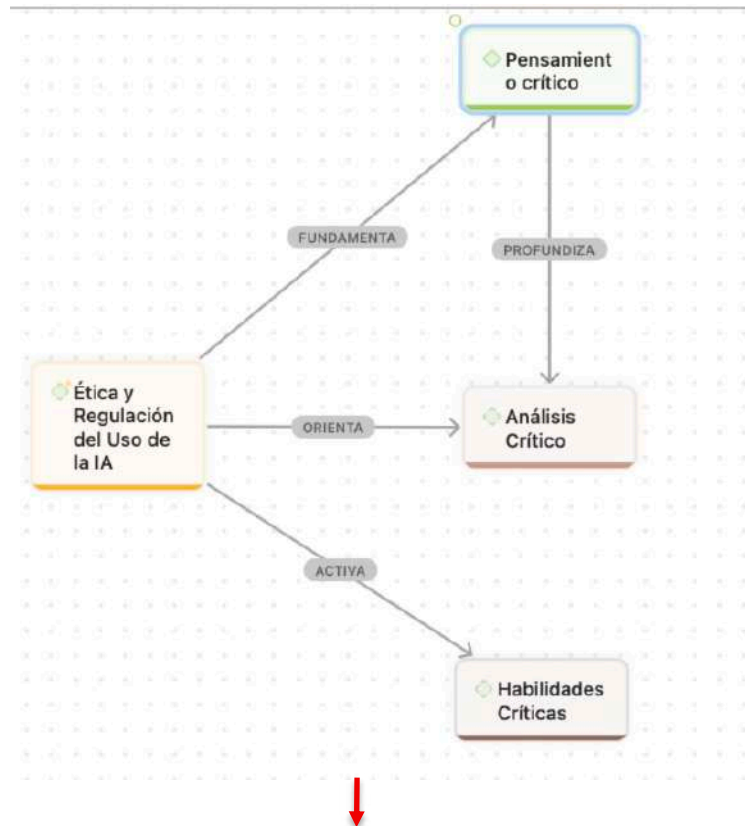 Pensamient
o crítico
FUNDAMENTA
PROFUNDIZA
Ética y
Regulación
del Uso de
la IA
ORIENTA
Análisis
Crítico
ACTIVA
Habilidades
Críticas